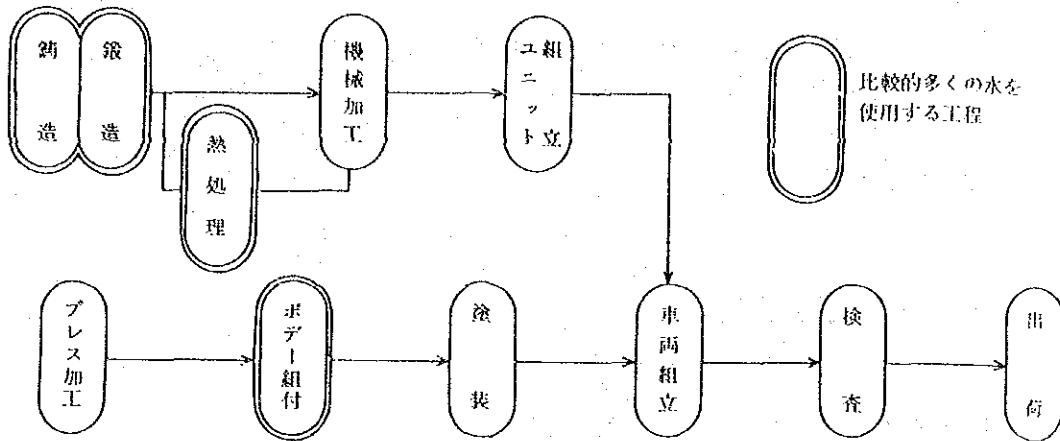 鋳造
鍛造
機械加工
ユニット
組立
比較的多くの水を
使用する工程
熱処理
プレス加工
ボデー組付
塗装
車両組立
検査
出荷